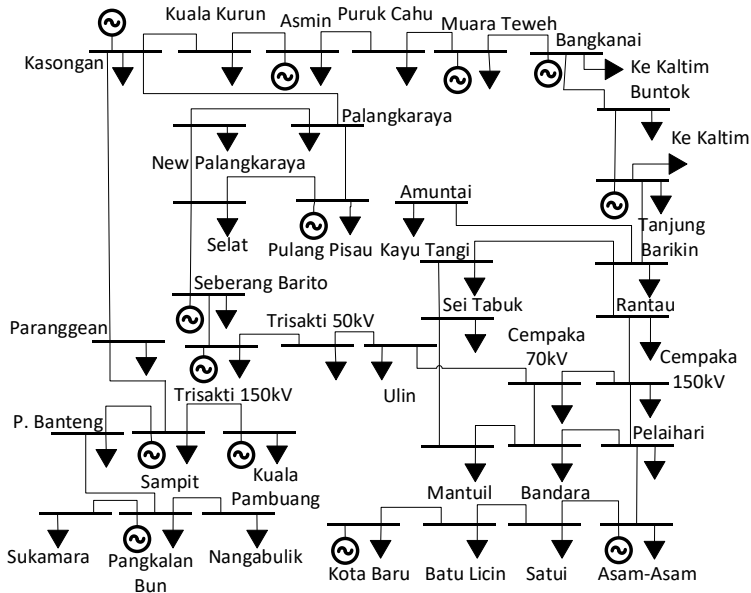 Kuala Kurun
Asmin
Puruk Cahu
Muara Teweh
Bangkanai
Kasongan
Ke Kaltim
Buntok
Palangkaraya
Ke Kaltim
New Palangkaraya
Amuntai
Tanjung
Selat
Pulang Pisau
Kayu Tangi
Barikin
Seberang Barito
Sei Tabuk
Rantau
Paranggean
Trisakti 50kV
Cempaka
70kV
Cempaka
150kV
Trisakti 150kV
Ulin
P. Banteng
Pelaihari
Sampit
Kuala
Pambuang
Mantuil
Bandara
Sukamara
Pangkalan
Bun
Nangabulik
Kota Baru
Batu Licin
Satui
Asam-Asam